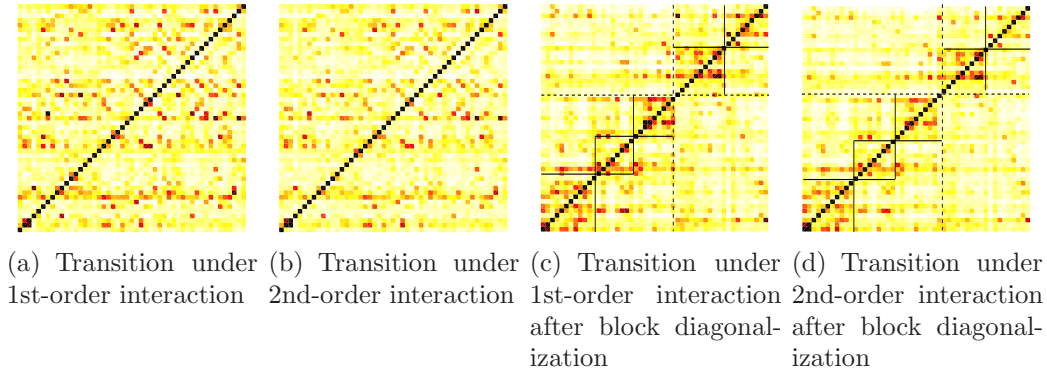 (a) Transition under
1st-order interaction
(b) Transition under
2nd-order interaction
(c) Transition under
1st-order interaction
after block diagonal-
ization
(d) Transition under
2nd-order interaction
after block diagonal-
ization